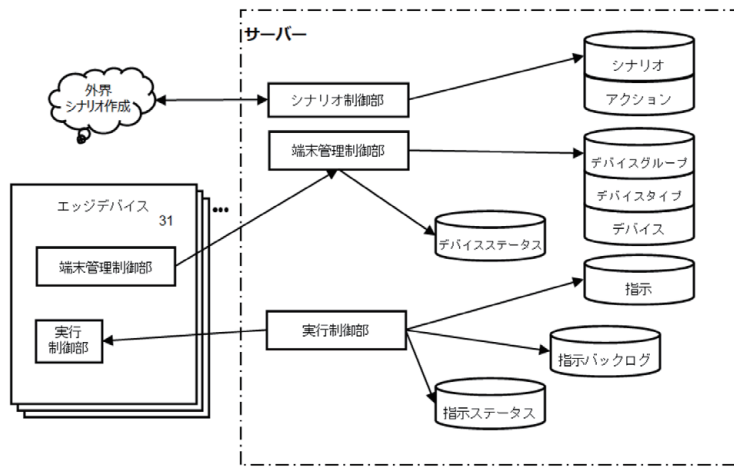 サーバー
外界
シナリオ作成
シナリオ制御部
シナリオ
アクション
端末管理制御部
デバイスグループ
デバイスタイプ
デバイス
エッジデバイス
31
•••
端末管理制御部
デバイスステータス
指示
実行
制御部
実行制御部
指示バックログ
指示ステータス